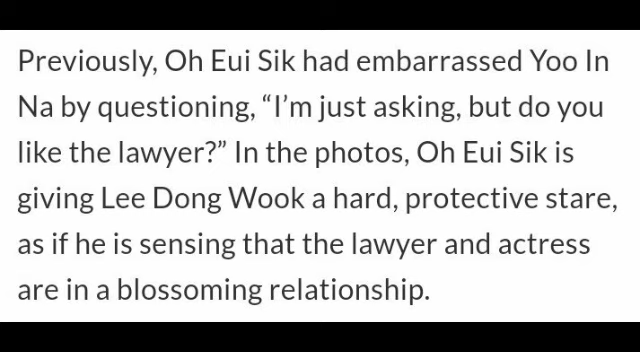 Previously, Oh Eui Sik had embarrassed Yoo In
Na by questioning, “I’m just asking, but do you
like the lawyer?” In the photos, Oh Eui Sik is
giving Lee Dong Wook a hard, protective stare,
as if he is sensing that the lawyer and actress
are in a blossoming relationship.